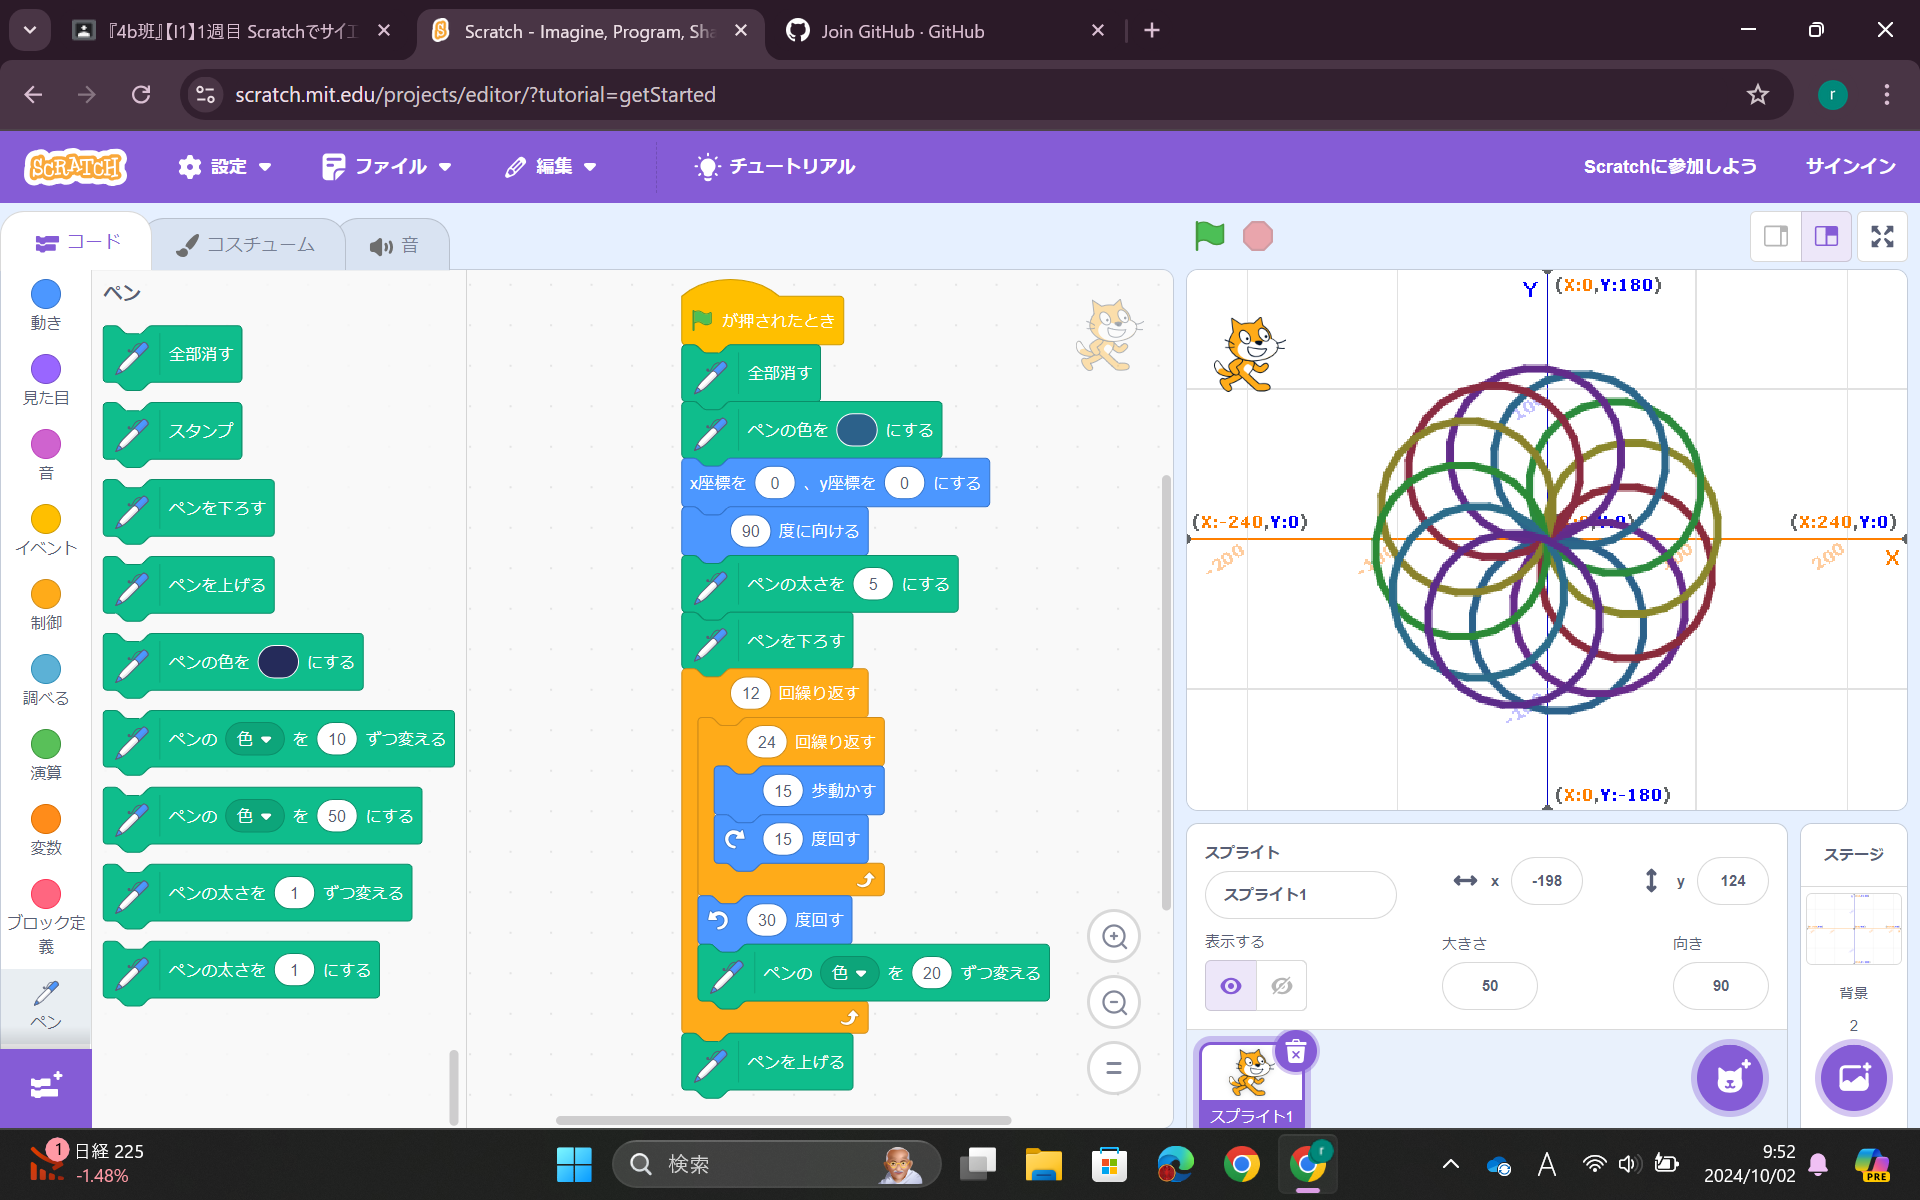 『4b班』【I1】1週目 Scratchでサイエ
Scratch - Imagine, Program, Sha
Join GitHub · GitHub
scratch.mit.edu/projects/editor/?tutorial=getStarted
r
SCRATCH
設定
ファイル
編集
チュートリアル
Scratchに参加しよう
サインイン
コード
コスチューム
音
動き
見た目
音
イベント
制御
調べる
演算
変数
ブロック定
義
ペン
ペン
全部消す
スタンプ
ペンを下ろす
ペンを上げる
ペンの色を にする
ペンの 色 を 10 ずつ変える
ペンの 色 を 50 にする
ペンの太さを 1 ずつ変える
ペンの太さを 1 にする
が押されたとき
全部消す
ペンの色を にする
x座標を 0 、y座標を 0 にする
90 度に向ける
ペンの太さを 5 にする
ペンを下ろす
12 回繰り返す
24 回繰り返す
15 歩動かす
15 度回す
30 度回す
ペンの 色 を 20 ずつ変える
ペンを上げる
Y
(X:0,Y:180)
(X:-240,Y:0)
(X:240,Y:0)
-200
200
X
(X:0,Y:-180)
スプライト
スプライト1
x -198
y 124
表示する
大きさ
向き
50
90
スプライト1
ステージ
背景
2
1
日経 225
-1.48%
検索
r
A
9:52
2024/10/02
PRE